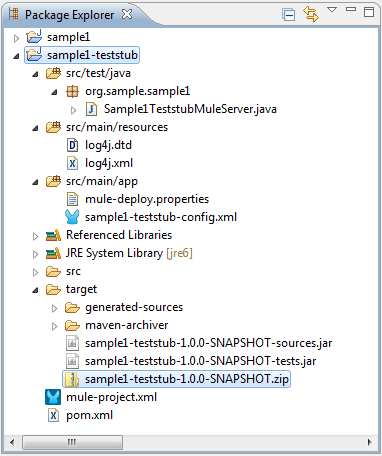 Package Explorer
sample1
sample1-teststub
src/test/java
org.sample.sample1
Sample1TeststubMuleServer.java
src/main/resources
log4j.dtd
log4j.xml
src/main/app
mule-deploy.properties
sample1-teststub-config.xml
Referenced Libraries
JRE System Library [jre6]
src
target
generated-sources
maven-archiver
sample1-teststub-1.0.0-SNAPSHOT-sources.jar
sample1-teststub-1.0.0-SNAPSHOT-tests.jar
sample1-teststub-1.0.0-SNAPSHOT.zip
mule-project.xml
pom.xml